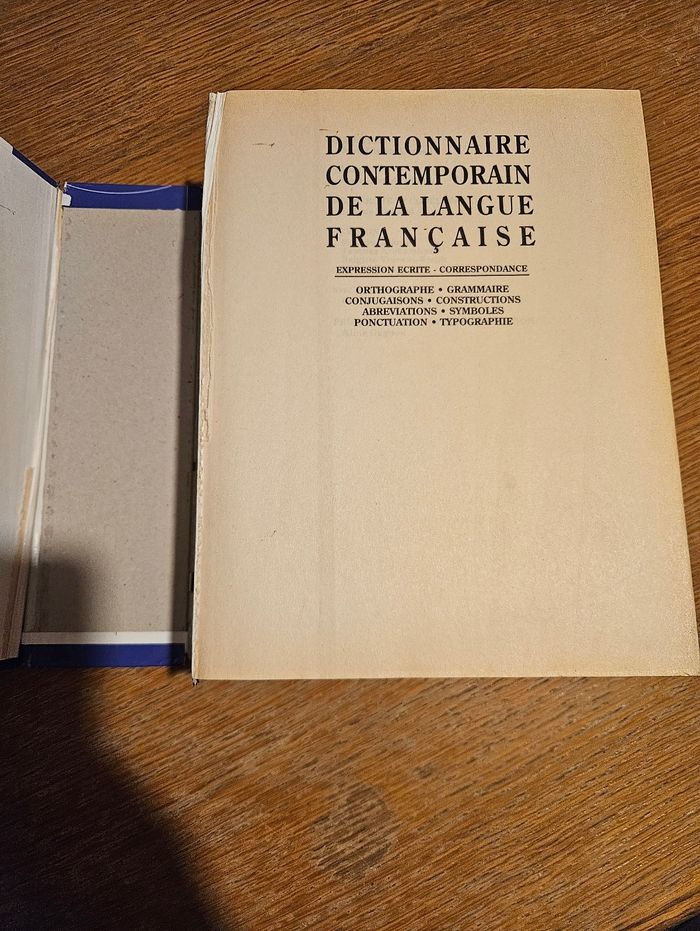 DICTIONNAIRE
CONTEMPORAIN
DE LA LANGUE
FRANÇAISE
EXPRESSION ECRITE - CORRESPONDANCE
ORTHOGRAPHE • GRAMMAIRE
CONJUGAISONS • CONSTRUCTIONS
ABREVIATIONS • SYMBOLES
PONCTUATION • TYPOGRAPHIE